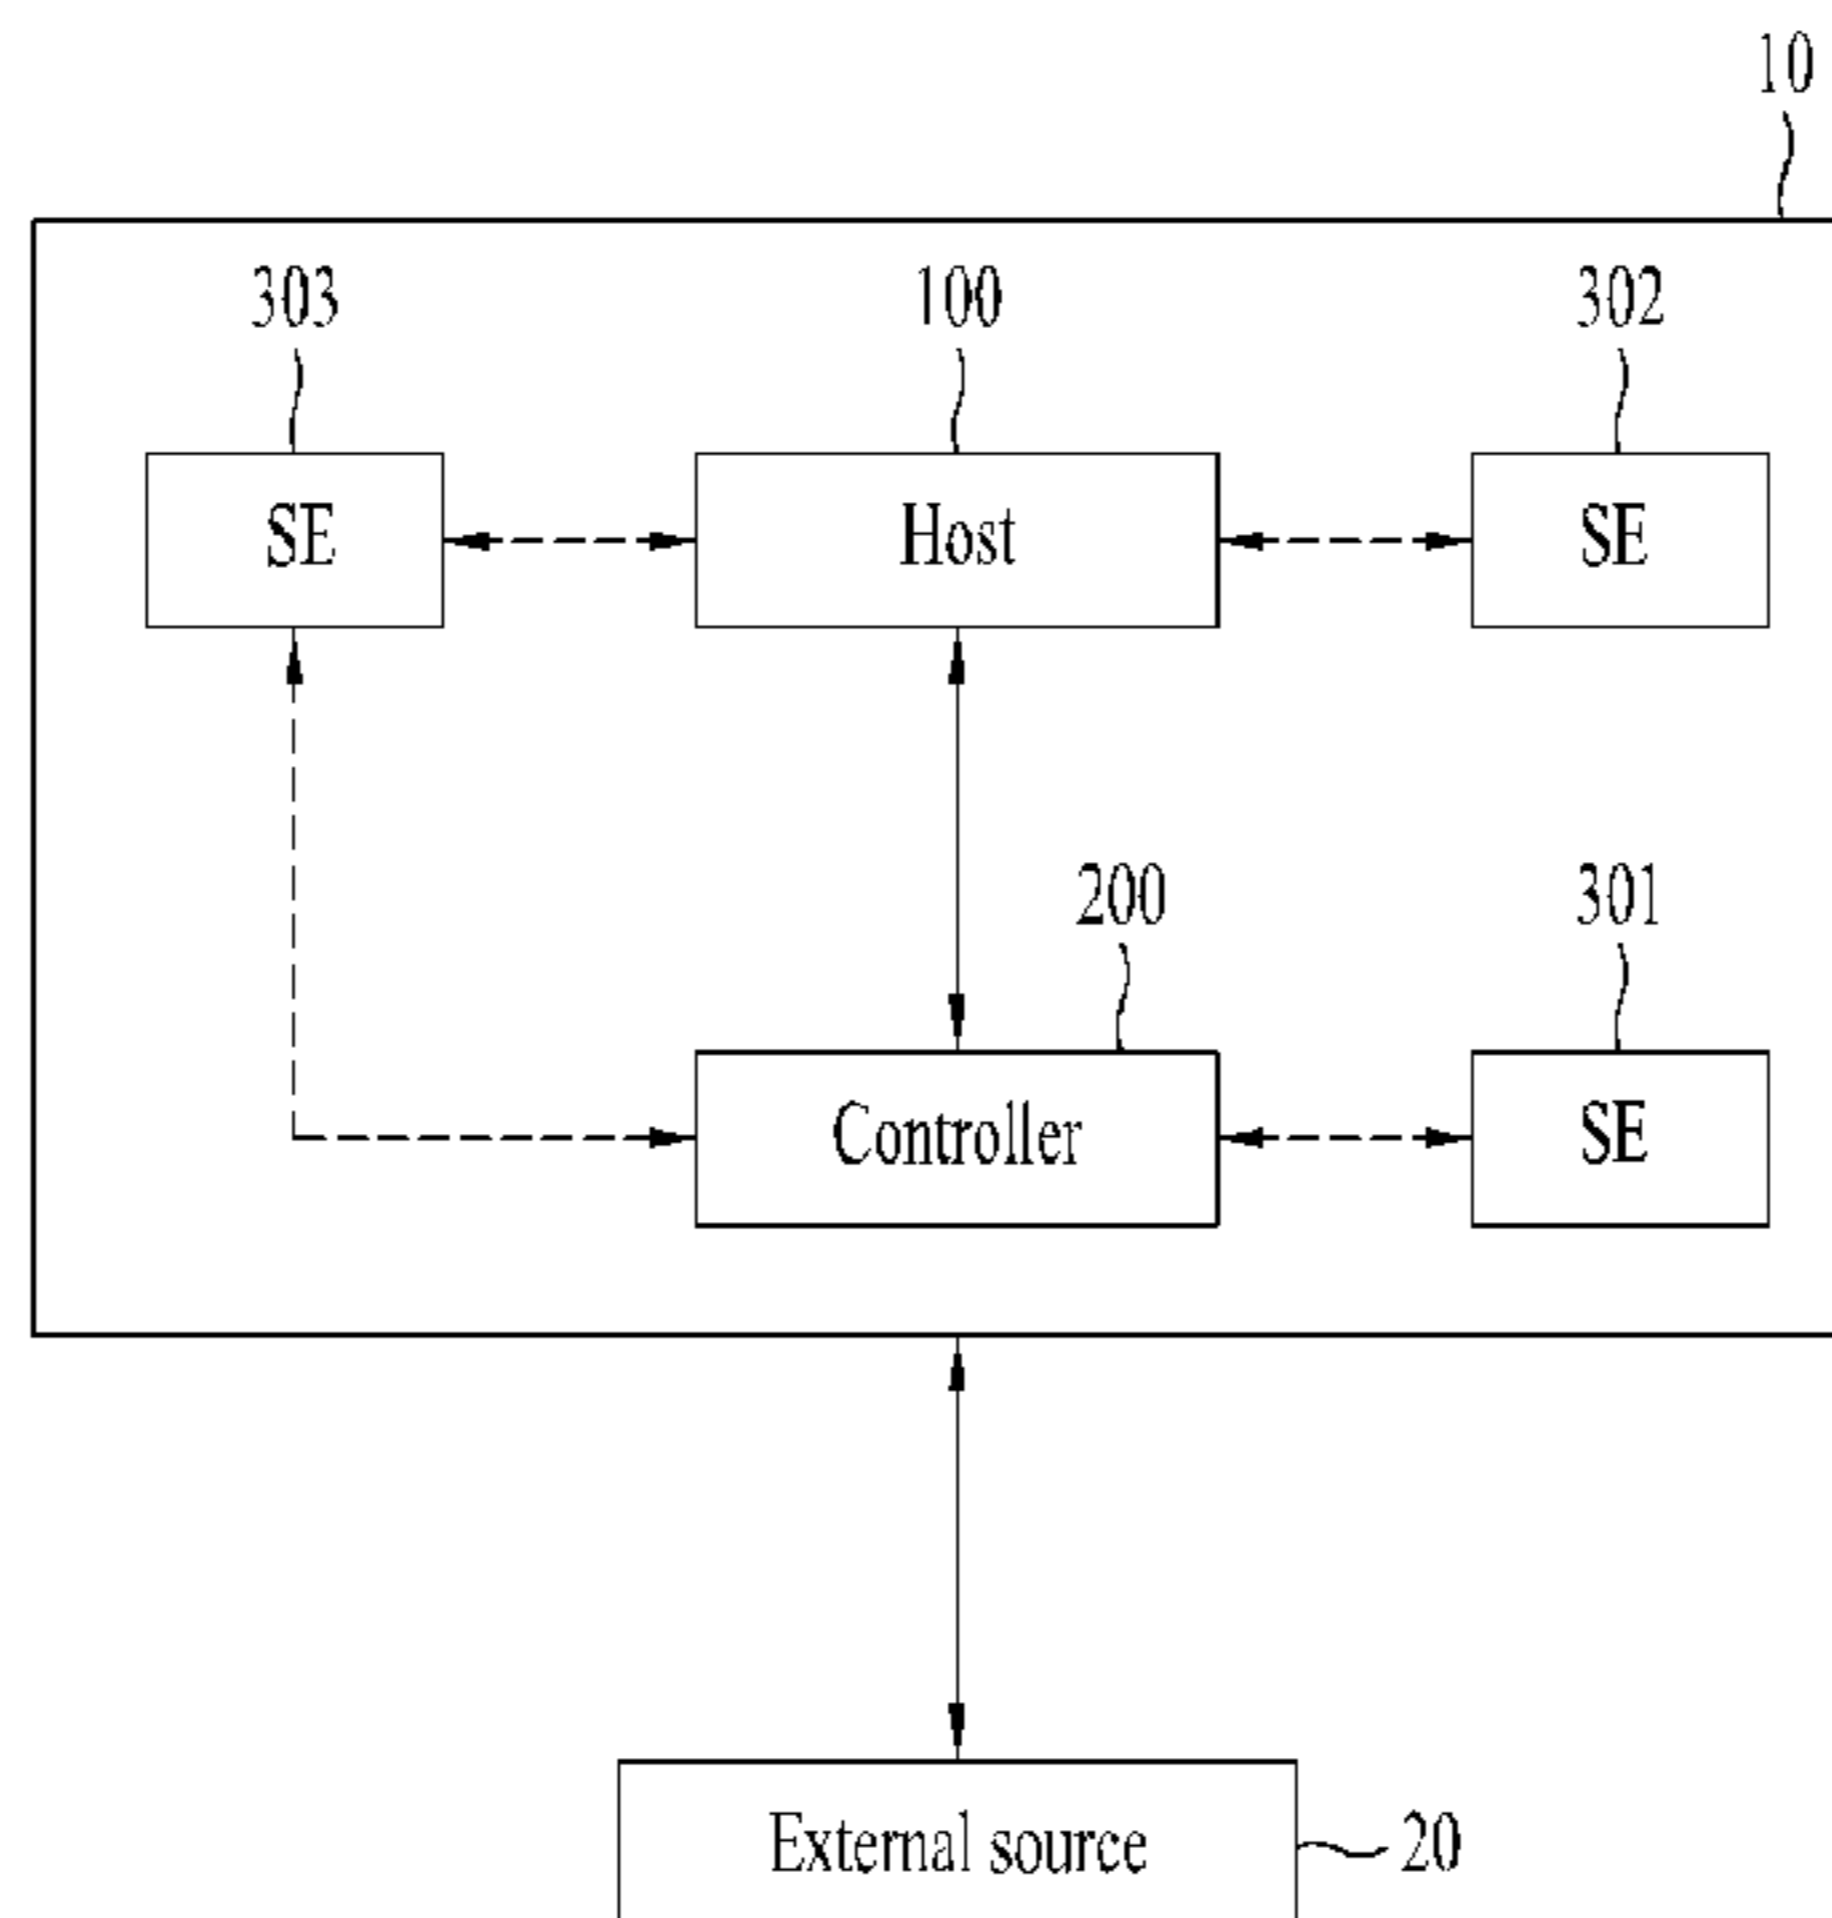 10
303 100 302
SE Host SE
200 301
Controller SE
External source 20